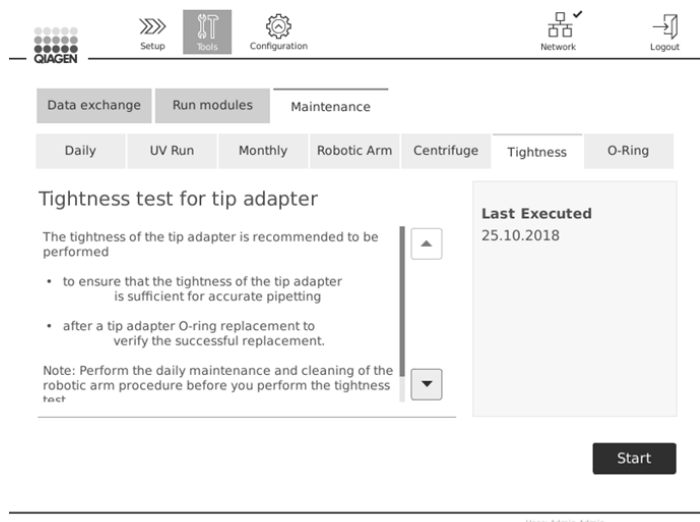 QIAGEN
Setup
Tools
Configuration
Network
Logout
Data exchange
Run modules
Maintenance
Daily
UV Run
Monthly
Robotic Arm
Centrifuge
Tightness
O-Ring
Tightness test for tip adapter
The tightness of the tip adapter is recommended to be
performed
• to ensure that the tightness of the tip adapter
is sufficient for accurate pipetting
• after a tip adapter O-ring replacement to
verify the successful replacement.
Note: Perform the daily maintenance and cleaning of the
robotic arm procedure before you perform the tightness
test
Last Executed
25.10.2018
Start